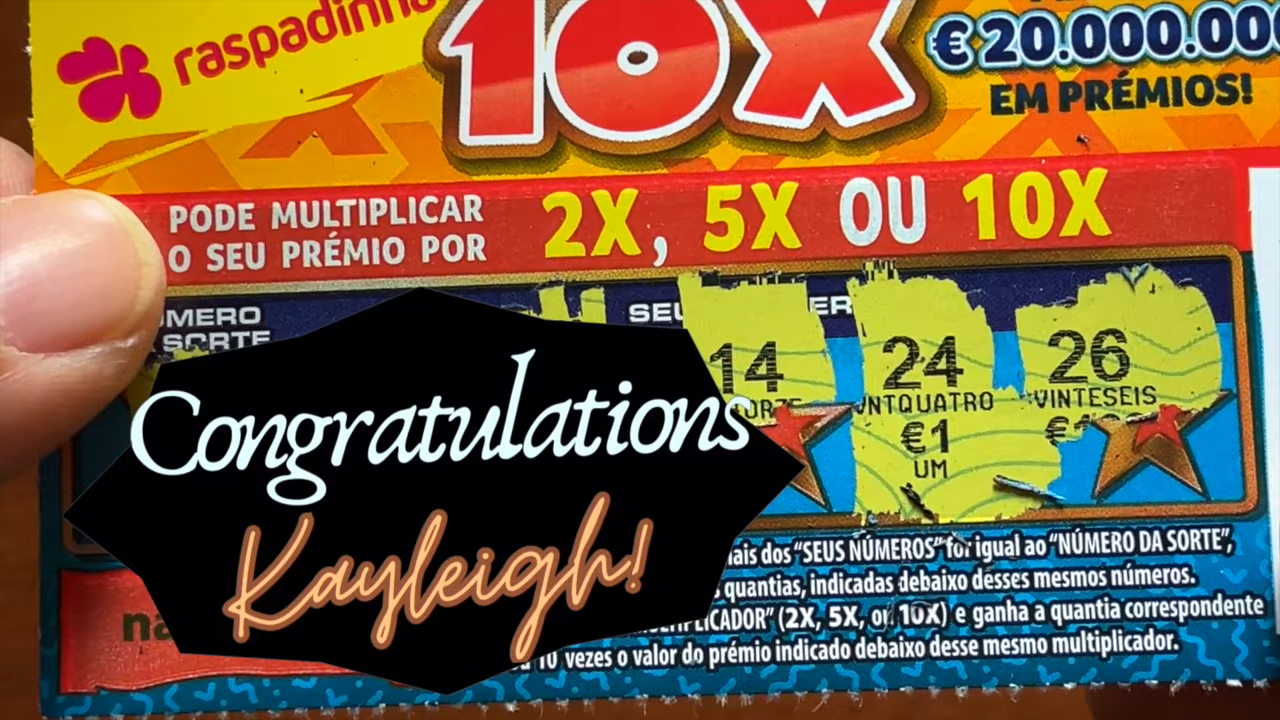 raspadinha
10X
€20.000.000
EM PRÉMIOS!
PODE MULTIPLICAR
O SEU PRÉMIO POR
2X, 5X OU 10X
14
24
VNTQUATRO
€1
UM
26
VINTESEIS
Congratulations
Kayleigh!
dos “SEUS NÚMEROS” for igual ao “NÚMERO DA SORTE”,
quantias, indicadas debaixo desses mesmos números.
(2X, 5X, ou 10X) e ganha a quantia correspondente
10 vezes o valor do prémio indicado debaixo desse mesmo multiplicador.